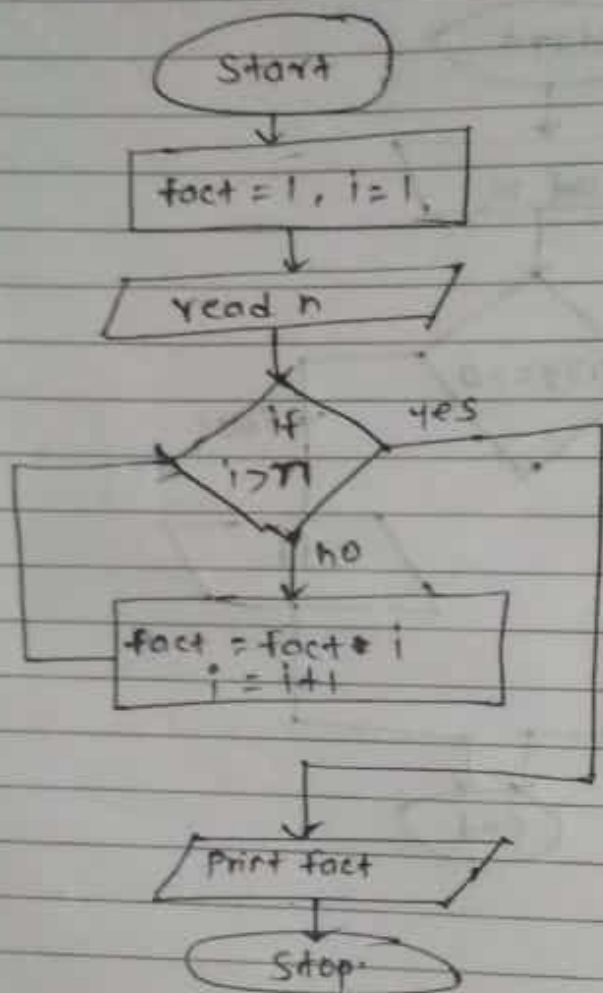 Start
fact = 1, i = 1,
read n
if
i>n
yes
no
fact = fact * i
i = i+1
Print fact
Stop.